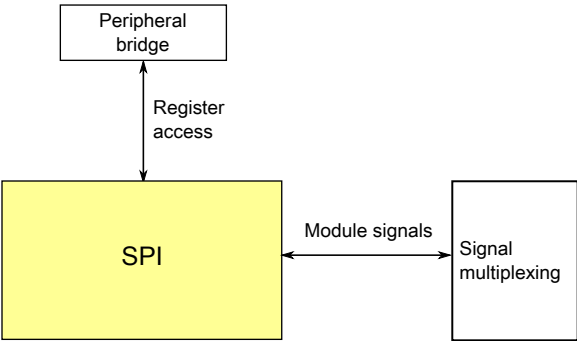 Peripheral
bridge
Register
access
SPI
Module signals
Signal
multiplexing